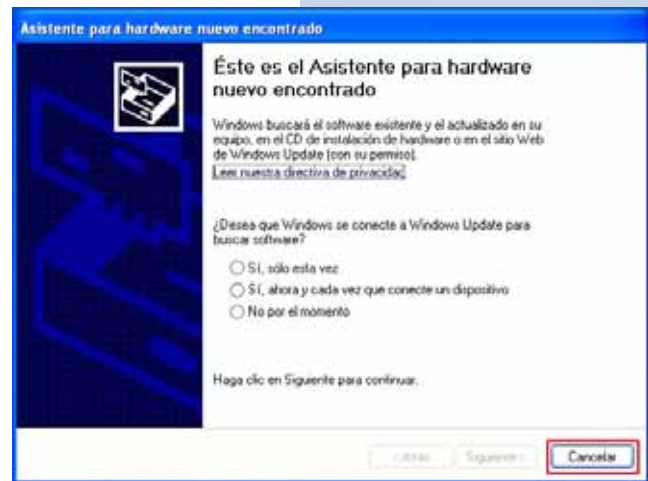 Asistente para hardware nuevo encontrado
Éste es el Asistente para hardware
nuevo encontrado
Windows buscará el software existente y el actualizado en su
equipo, en el CD de instalación de hardware o en el sitio Web
de Windows Update (con su permiso).
Leer nuestra directiva de privacidad
¿Desea que Windows se conecte a Windows Update para
buscar software?
Sí, sólo esta vez
Sí, ahora y cada vez que conecte un dispositivo
No por el momento
Haga clic en Siguiente para continuar.
< Atrás Siguiente > Cancelar